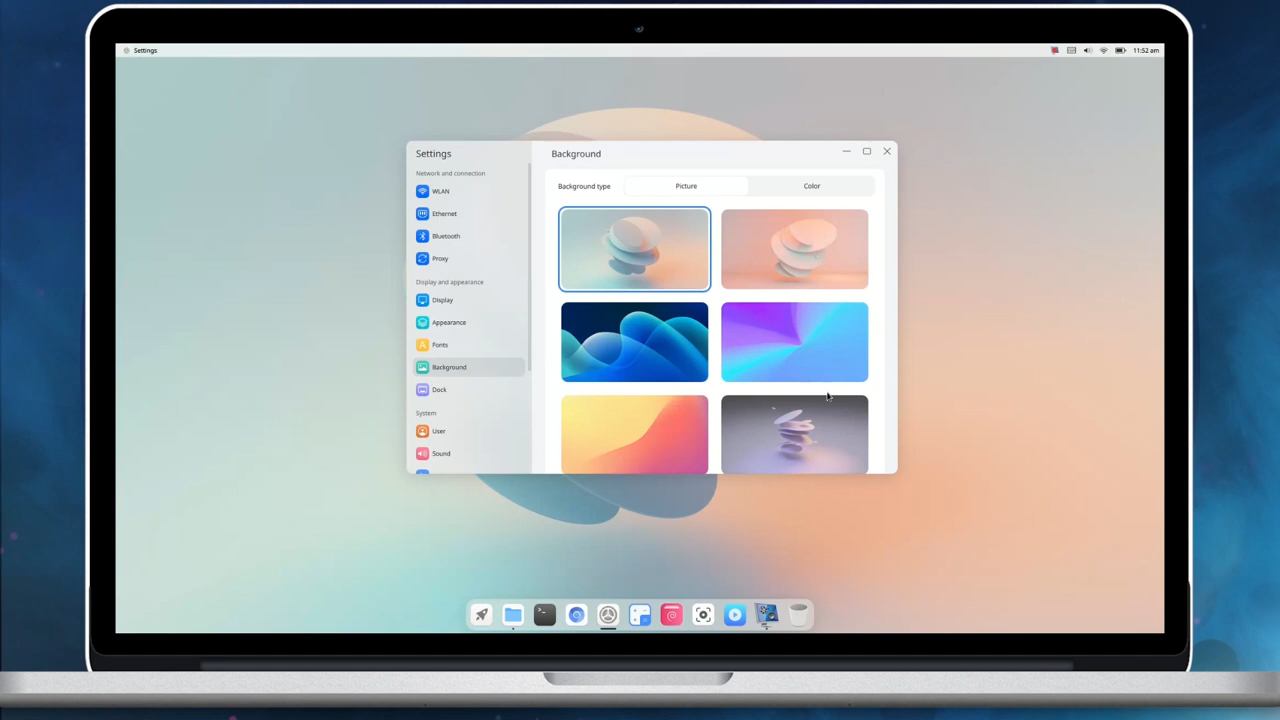 Settings
11:52 am
Settings
Network and connection
WLAN
Ethernet
Bluetooth
Proxy
Display and appearance
Display
Appearance
Fonts
Background
Dock
System
User
Sound
Background
Background type
Picture
Color